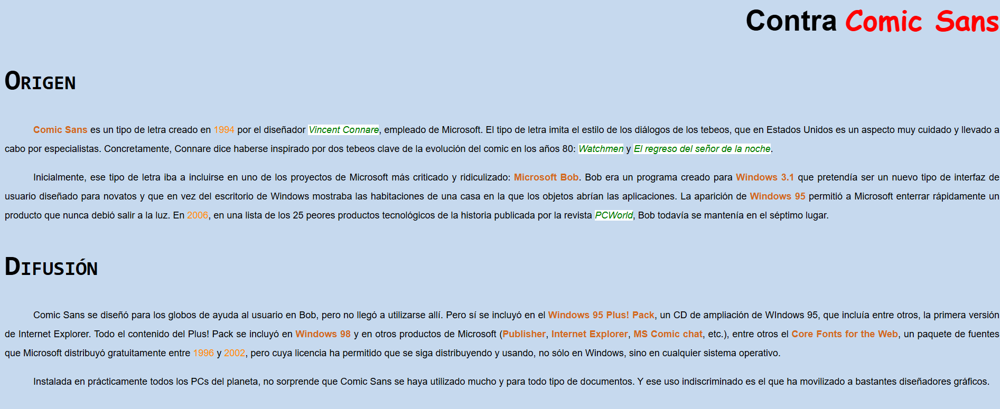 Contra Comic Sans
Origen
Comic Sans es un tipo de letra creado en 1994 por el diseñador Vincent Connare, empleado de Microsoft. El tipo de letra imita el estilo de los diálogos de los tebeos, que en Estados Unidos es un aspecto muy cuidado y llevado a
cabo por especialistas. Concretamente, Connare dice haberse inspirado por dos tebeos clave de la evolución del comic en los años 80: Watchmen y El regreso del señor de la noche.
Inicialmente, ese tipo de letra iba a incluirse en uno de los proyectos de Microsoft más criticado y ridiculizado: Microsoft Bob. Bob era un programa creado para Windows 3.1 que pretendía ser un nuevo tipo de interfaz de
usuario diseñado para novatos y que en vez del escritorio de Windows mostraba las habitaciones de una casa en la que los objetos abrían las aplicaciones. La aparición de Windows 95 permitió a Microsoft enterrar rápidamente un
producto que nunca debió salir a la luz. En 2006, en una lista de los 25 peores productos tecnológicos de la historia publicada por la revista PCWorld, Bob todavía se mantenía en el séptimo lugar.
Difusión
Comic Sans se diseñó para los globos de ayuda al usuario en Bob, pero no llegó a utilizarse allí. Pero sí se incluyó en el Windows 95 Plus! Pack, un CD de ampliación de WIndows 95, que incluía entre otros, la primera versión
de Internet Explorer. Todo el contenido del Plus! Pack se incluyó en Windows 98 y en otros productos de Microsoft (Publisher, Internet Explorer, MS Comic chat, etc.), entre otros el Core Fonts for the Web, un paquete de fuentes
que Microsoft distribuyó gratuitamente entre 1996 y 2002, pero cuya licencia ha permitido que se siga distribuyendo y usando, no sólo en Windows, sino en cualquier sistema operativo.
Instalada en prácticamente todos los PCs del planeta, no sorprende que Comic Sans se haya utilizado mucho y para todo tipo de documentos. Y ese uso indiscriminado es el que ha movilizado a bastantes diseñadores gráficos.